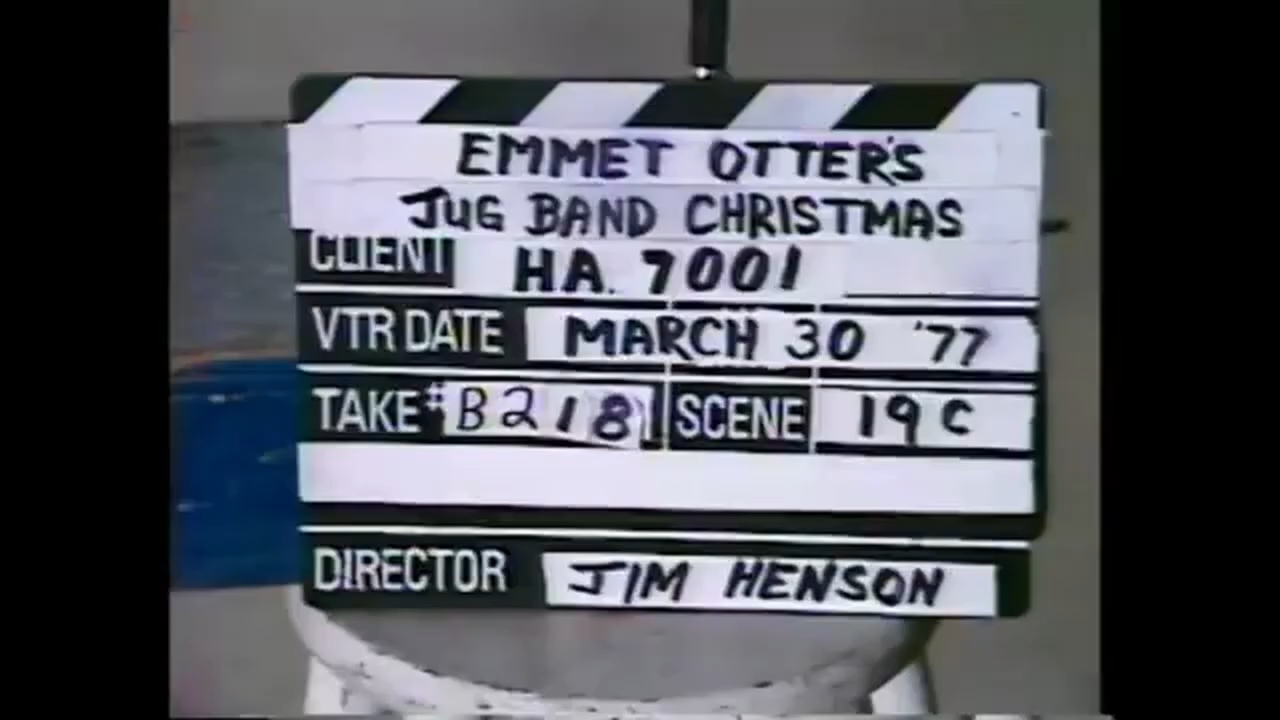 EMMET OTTER'S
JUG BAND CHRISTMAS
CLIENT HA. 7001
VTR DATE MARCH 30 '77
TAKE # B218 SCENE 19C
DIRECTOR JIM HENSON